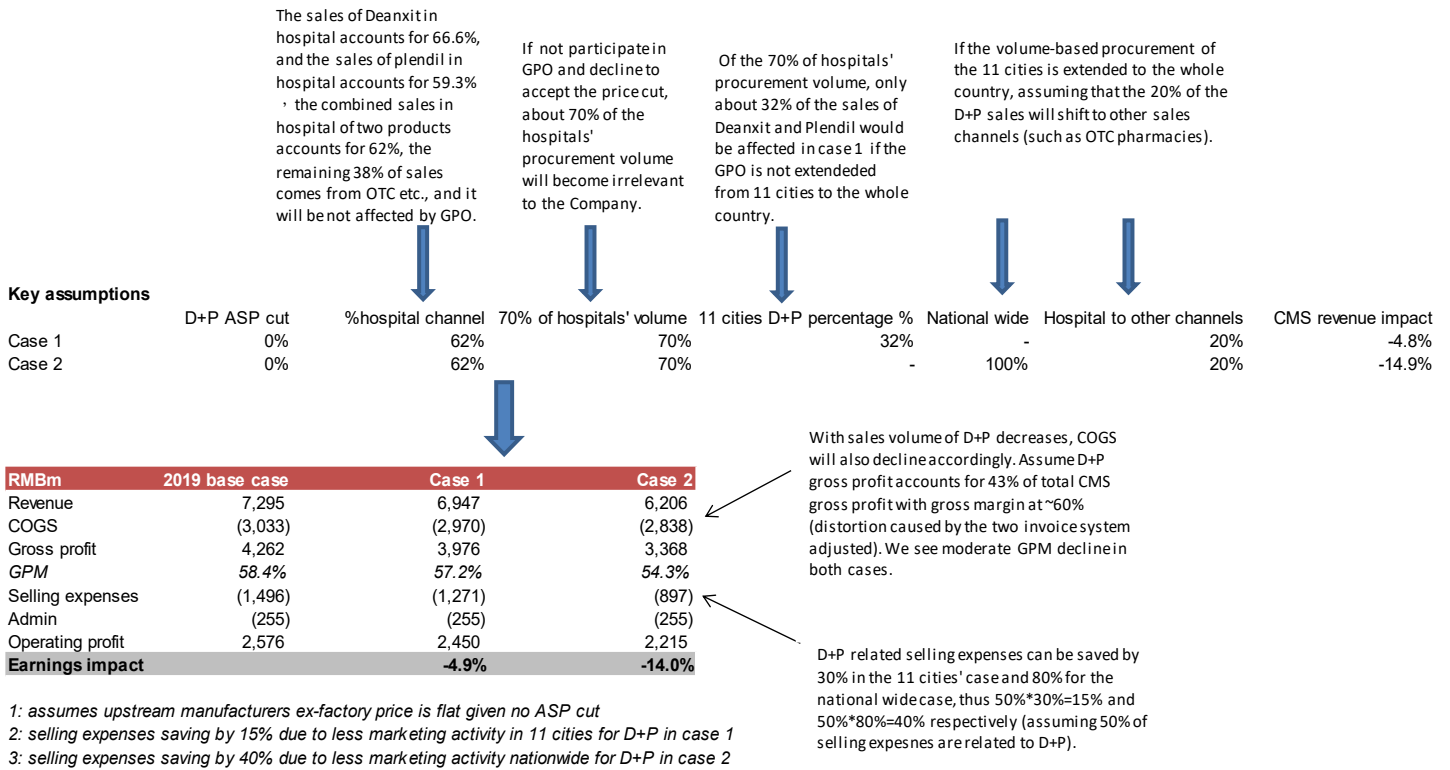 The sales of Deanxit in
hospital accounts for 66.6%,
and the sales of plendil in
hospital accounts for 59.3%
, the combined sales in
hospital of two products
accounts for 62%, the
remaining 38% of sales
comes from OTC etc., and it
will be not affected by GPO.
If not participate in
GPO and decline to
accept the price cut,
about 70% of the
hospitals'
procurement volume
will become irrelevant
to the Company.
Of the 70% of hospitals'
procurement volume, only
about 32% of the sales of
Deanxit and Plendil would
be affected in case 1 if the
GPO is not extendeded
from 11 cities to the whole
country.
If the volume-based procurement of
the 11 cities is extended to the whole
country, assuming that the 20% of the
D+P sales will shift to other sales
channels (such as OTC pharmacies).
Key assumptions
D+P ASP cut %hospital channel 70% of hospitals' volume 11 cities D+P percentage % National wide Hospital to other channels CMS revenue impact
Case 1 0% 62% 70% 32% - 20% -4.8%
Case 2 0% 62% 70% - 100% 20% -14.9%
RMBm 2019 base case Case 1 Case 2
Revenue 7,295 6,947 6,206
COGS (3,033) (2,970) (2,838)
Gross profit 4,262 3,976 3,368
GPM 58.4% 57.2% 54.3%
Selling expenses (1,496) (1,271) (897)
Admin (255) (255) (255)
Operating profit 2,576 2,450 2,215
Earnings impact -4.9% -14.0%
With sales volume of D+P decreases, COGS
will also decline accordingly. Assume D+P
gross profit accounts for 43% of total CMS
gross profit with gross margin at ~60%
(distortion caused by the two invoice system
adjusted). We see moderate GPM decline in
both cases.
D+P related selling expenses can be saved by
30% in the 11 cities' case and 80% for the
national wide case, thus 50%*30%=15% and
50%*80%=40% respectively (assuming 50% of
selling expesnes are related to D+P).
1: assumes upstream manufacturers ex-factory price is flat given no ASP cut
2: selling expenses saving by 15% due to less marketing activity in 11 cities for D+P in case 1
3: selling expenses saving by 40% due to less marketing activity nationwide for D+P in case 2